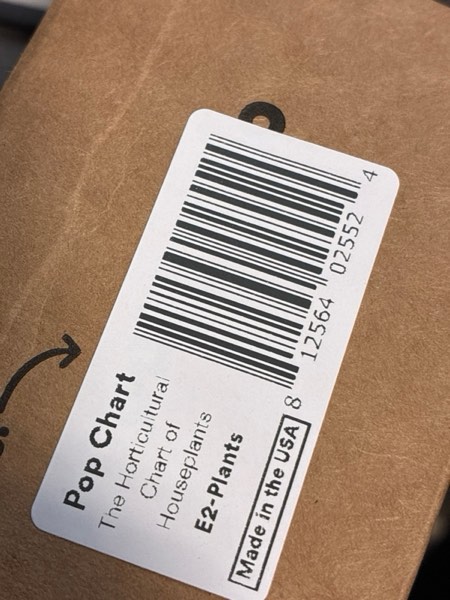 Pop Chart
The Horticultural
Chart of
Houseplants
E2-Plants
Made in the USA
8 12564 02552 4